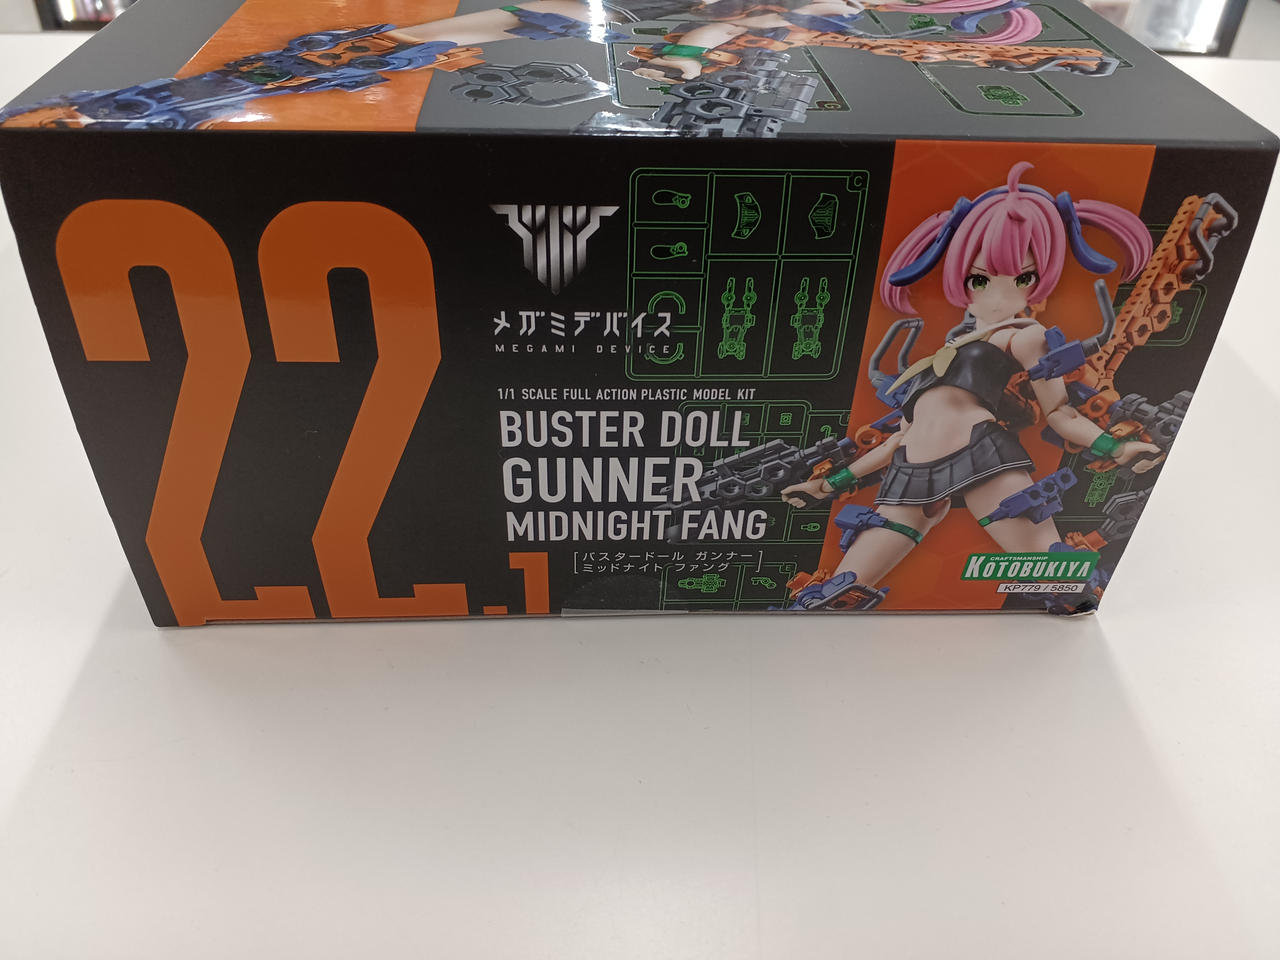 22.1
メガミデバイス
MEGAMI DEVICE
1/1 SCALE FULL ACTION PLASTIC MODEL KIT
BUSTER DOLL
GUNNER
MIDNIGHT FANG
[バスタードール ガンナー
ミッドナイト ファング]
C
E
G
CRAFTSMANSHIP
KOTOBUKIYA
KP779 / 5850